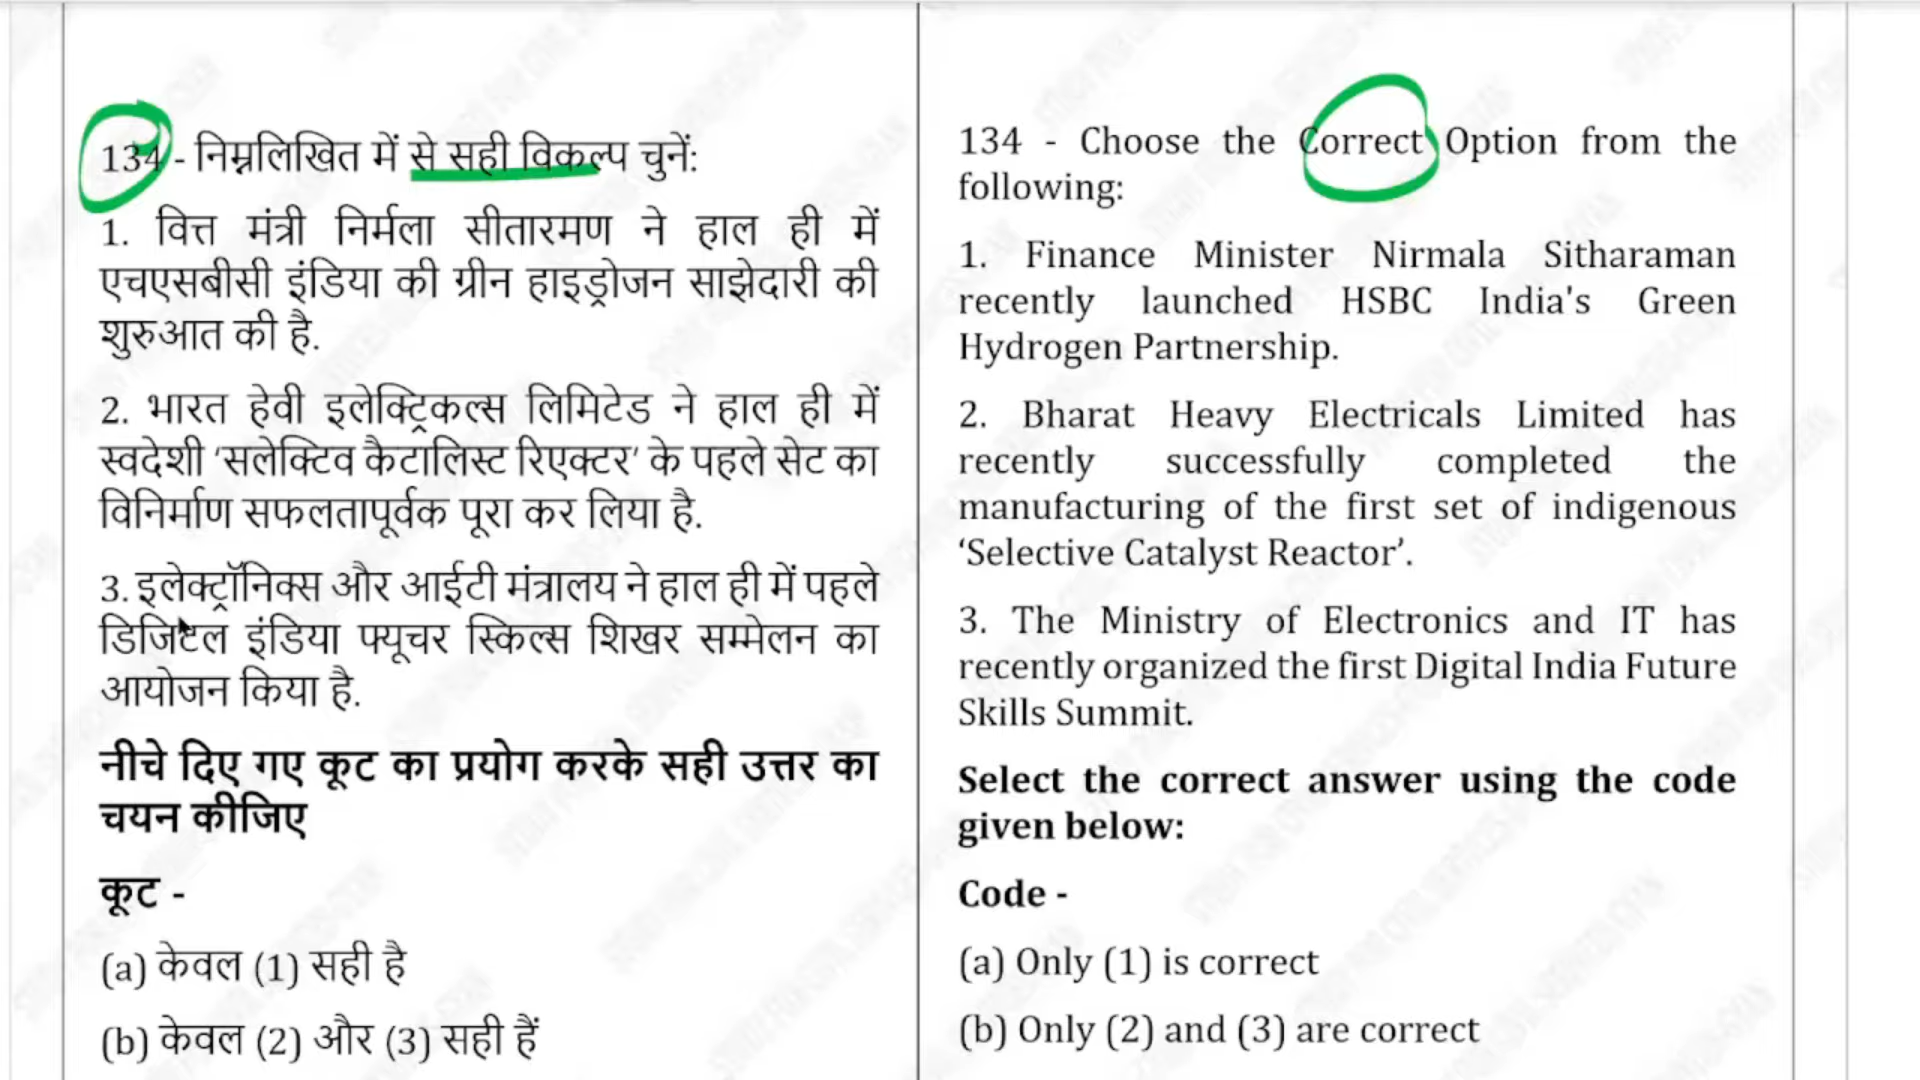 134 - निम्नलिखित में से सही विकल्प चुनें:
1. वित्त मंत्री निर्मला सीतारमण ने हाल ही में
एचएसबीसी इंडिया की ग्रीन हाइड्रोजन साझेदारी की
शुरुआत की है.
2. भारत हेवी इलेक्ट्रिकल्स लिमिटेड ने हाल ही में
स्वदेशी ‘सलेक्टिव कैटालिस्ट रिएक्टर’ के पहले सेट का
विनिर्माण सफलतापूर्वक पूरा कर लिया है.
3. इलेक्ट्रॉनिक्स और आईटी मंत्रालय ने हाल ही में पहले
डिजिटल इंडिया फ्यूचर स्किल्स शिखर सम्मेलन का
आयोजन किया है.
नीचे दिए गए कूट का प्रयोग करके सही उत्तर का
चयन कीजिए
कूट -
(a) केवल (1) सही है
(b) केवल (2) और (3) सही हैं
134 - Choose the Correct Option from the
following:
1. Finance Minister Nirmala Sitharaman
recently launched HSBC India's Green
Hydrogen Partnership.
2. Bharat Heavy Electricals Limited has
recently successfully completed the
manufacturing of the first set of indigenous
‘Selective Catalyst Reactor’.
3. The Ministry of Electronics and IT has
recently organized the first Digital India Future
Skills Summit.
Select the correct answer using the code
given below:
Code -
(a) Only (1) is correct
(b) Only (2) and (3) are correct